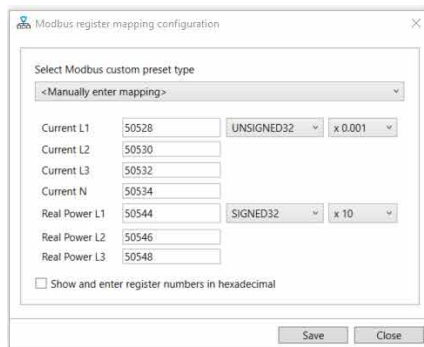 Modbus register mapping configuration
Select Modbus custom preset type
<Manually enter mapping>
Current L1 50528 UNSIGNED32 x 0.001
Current L2 50530
Current L3 50532
Current N 50534
Real Power L1 50544 SIGNED32 x 10
Real Power L2 50546
Real Power L3 50548
Show and enter register numbers in hexadecimal
Save Close